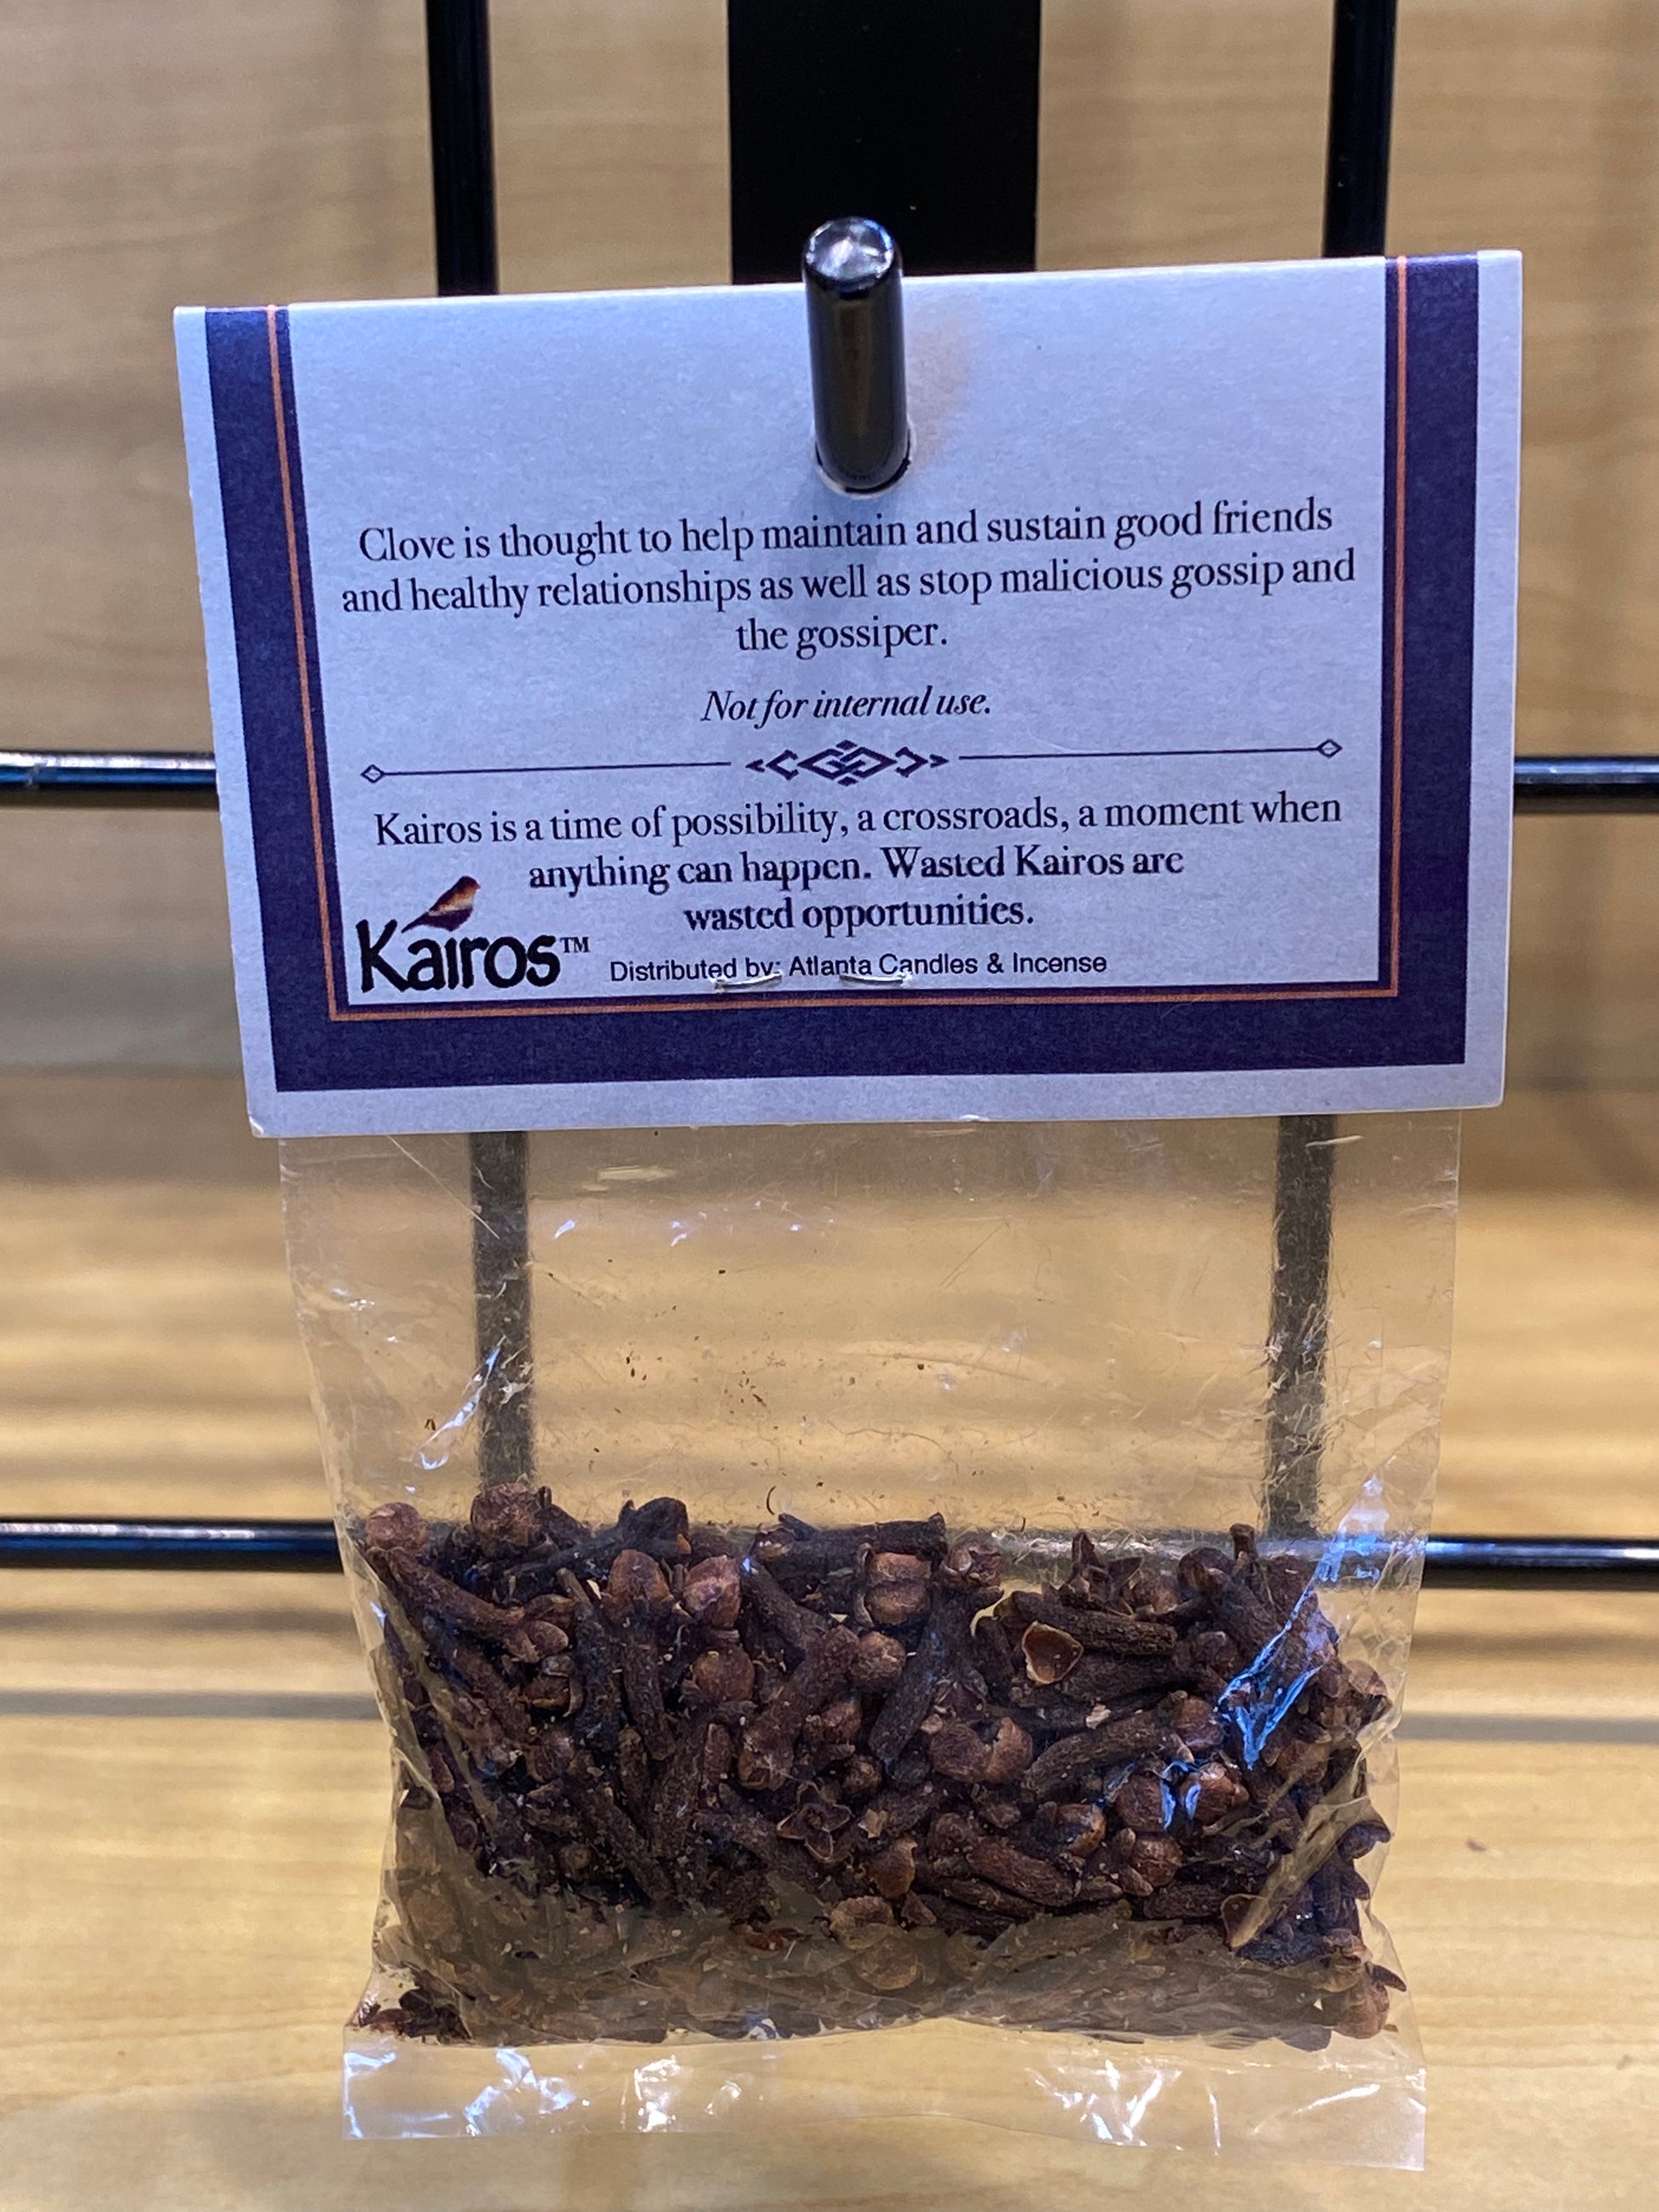 Clove is thought to help maintain and sustain good friends
and healthy relationships as well as stop malicious gossip and
the gossiper.
Not for internal use.
Kairos is a time of possibility, a crossroads, a moment when
anything can happen. Wasted Kairos are
wasted opportunities.
Kairos™
Distributed by: Atlanta Candles & Incense